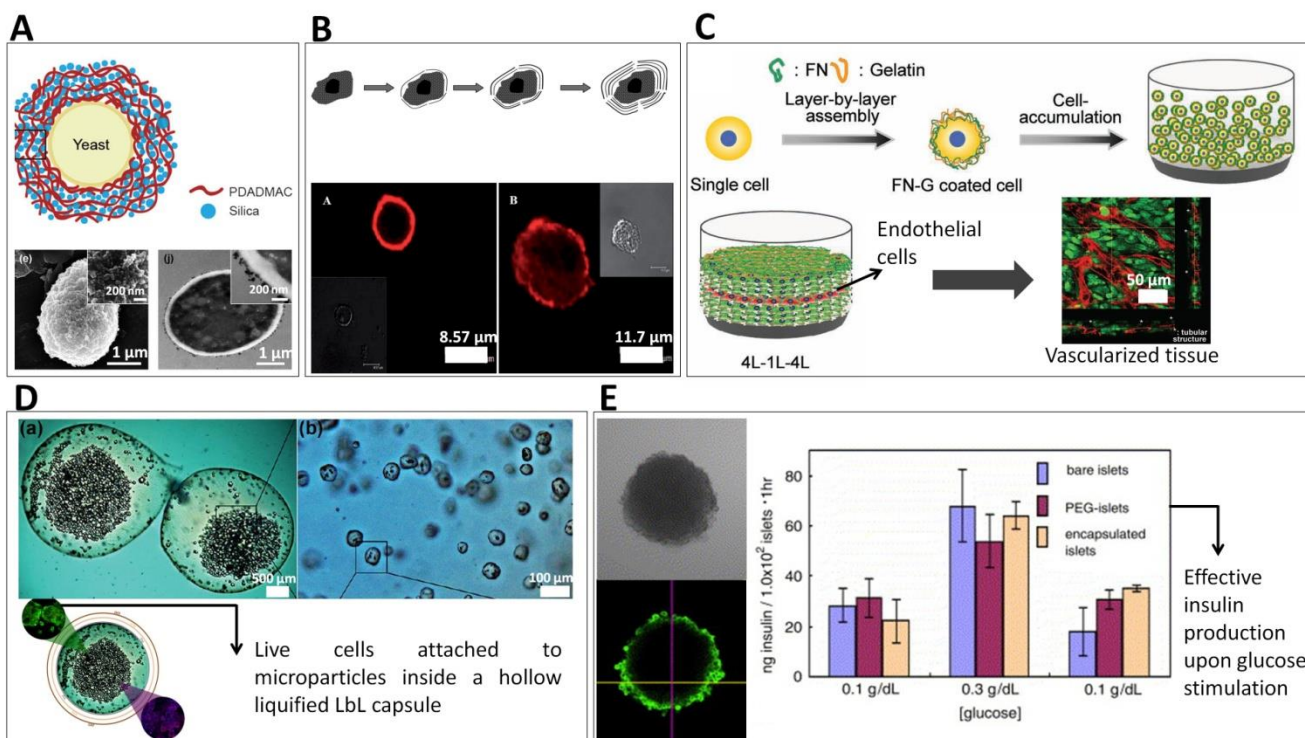 A
Yeast
PDADMAC
Silica
(e)
200 nm
1 µm
(j)
200 nm
1 µm
B
A
8.57 µm
B
11.7 µm
C
: FN : Gelatin
Layer-by-layer
assembly
Cell-
accumulation
Single cell
FN-G coated cell
Endothelial
cells
4L-1L-4L
50 µm
: tubular
structure
Vascularized tissue
D
(a)
500 µm
(b)
100 µm
Live cells attached to
microparticles inside a hollow
liquified LbL capsule
E
ng insulin / 1.0x10² islets · 1hr
80
60
40
20
0
bare islets
PEG-islets
encapsulated
islets
0.1 g/dL 0.3 g/dL 0.1 g/dL
[glucose]
Effective
insulin
production
upon glucose
stimulation